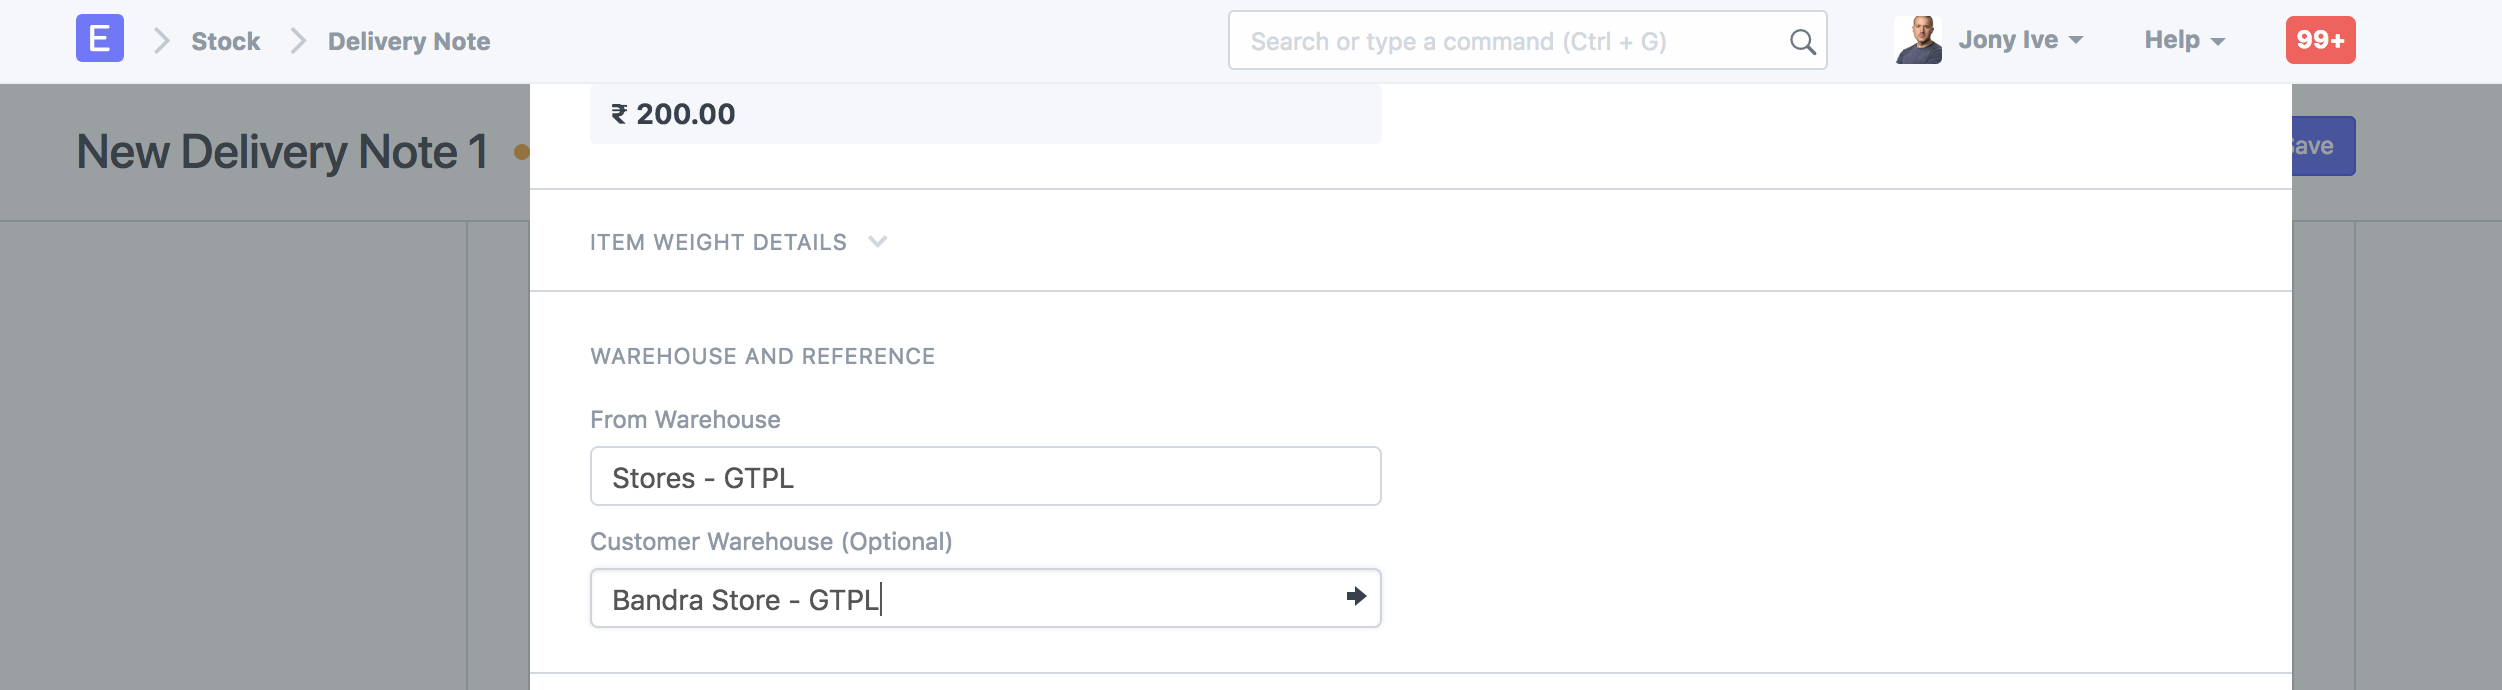 E Stock Delivery Note Search or type a command (Ctrl + G) Jony Ive Help 99+
₹ 200.00
New Delivery Note 1
ITEM WEIGHT DETAILS
WAREHOUSE AND REFERENCE
From Warehouse
Stores - GTPL
Customer Warehouse (Optional)
Bandra Store - GTPL